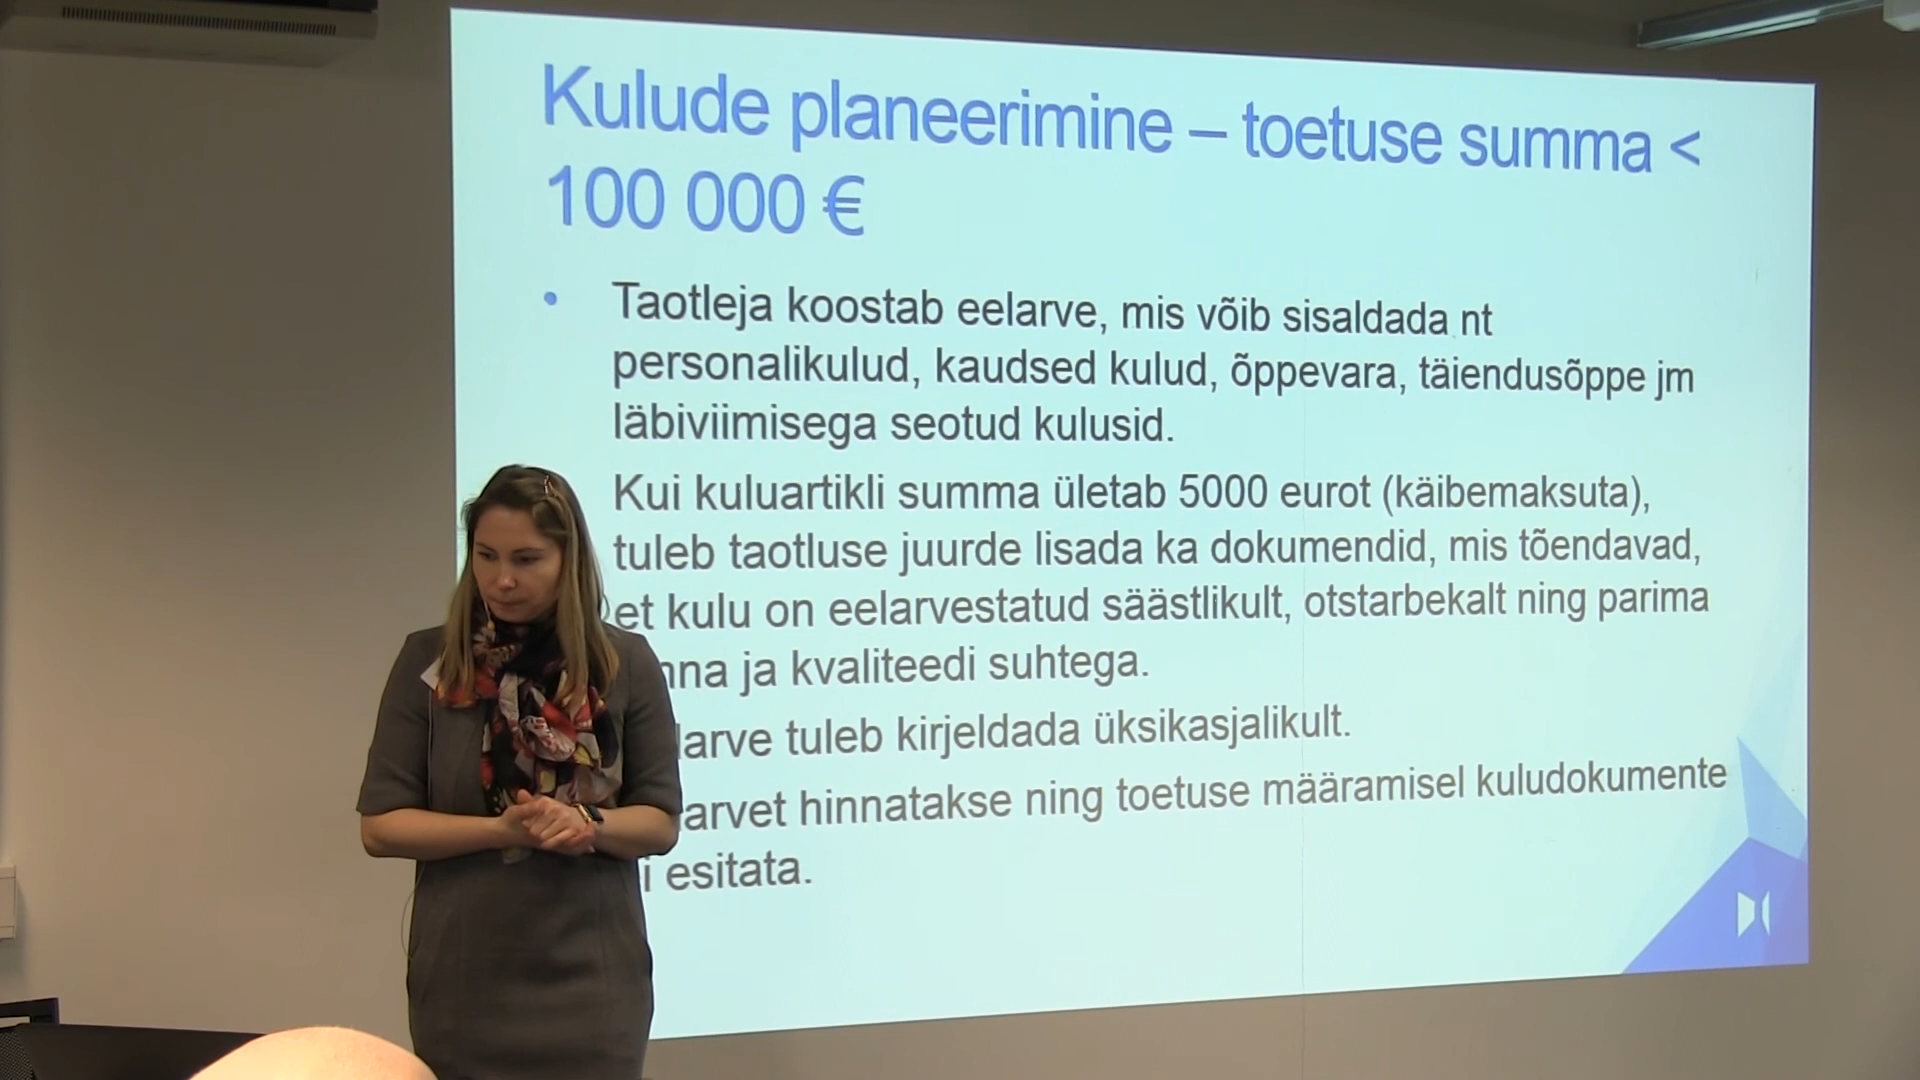 Kulude planeerimine – toetuse summa <
100 000 €
• Taotleja koostab eelarve, mis võib sisaldada nt
personalikulud, kaudsed kulud, õppevara, täiendusõppe jm
läbiviimisega seotud kulusid.
Kui kuluartikli summa ületab 5000 eurot (käibemaksuta),
tuleb taotluse juurde lisada ka dokumendid, mis tõendavad,
et kulu on eelarvestatud säästlikult, otstarbekalt ning parima
ja kvaliteedi suhtega.
tuleb kirjeldada üksikasjalikult.
hinnatakse ning toetuse määramisel kuludokumente
esitata.